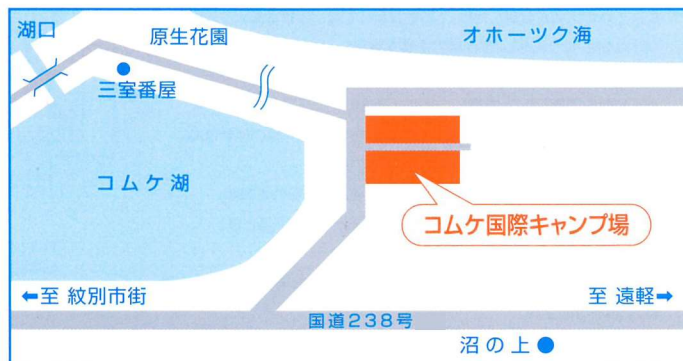 湖口
原生花園
オホーツク海
三室番屋
コムケ湖
コムケ国際キャンプ場
←至 紋別市街
至 遠軽→
国道238号
沼の上